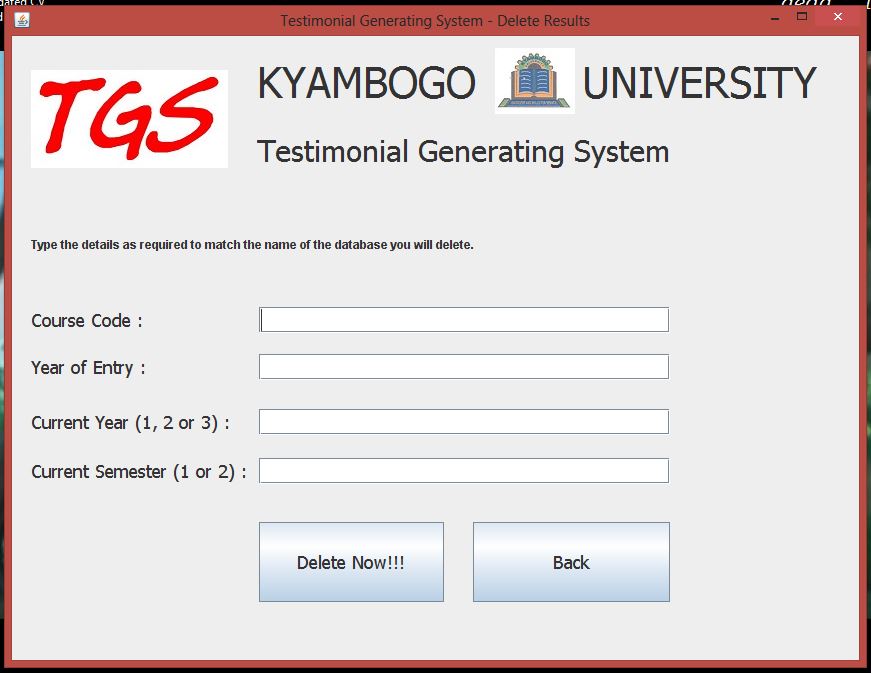 dated CV
Testimonial Generating System - Delete Results
TGS
KYAMBOGO UNIVERSITY
Testimonial Generating System
Type the details as required to match the name of the database you will delete.
Course Code :
Year of Entry :
Current Year (1, 2 or 3) :
Current Semester (1 or 2) :
Delete Now!!!
Back